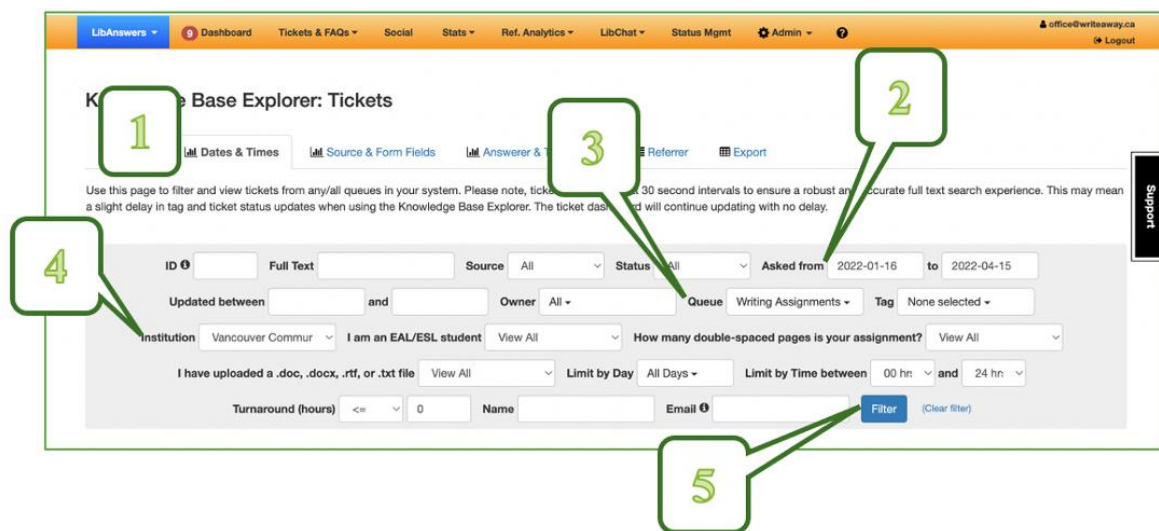 LibAnswers 9 Dashboard Tickets & FAQs Social Stats Ref. Analytics LibChat Status Mgmt Admin office@writeaway.ca
Logout
2
K e Base Explorer: Tickets
1
3
Dates & Times Source & Form Fields Answerer & T Referrer Export
Use this page to filter and view tickets from any/all queues in your system. Please note, 30 second intervals to ensure a robust full text search experience. This may mean
a slight delay in tag and ticket status updates when using the Knowledge Base Explorer. The ticket will continue updating with no delay.
Support
4
ID Full Text Source All Status All Asked from 2022-01-16 to 2022-04-15
Updated between and Owner All Queue Writing Assignments Tag None selected
Institution Vancouver Commur I am an EAL/ESL student View All How many double-spaced pages is your assignment? View All
I have uploaded a .doc, .docx, .rtf, or .txt file View All Limit by Day All Days Limit by Time between 00 hr: and 24 hr:
Turnaround (hours) <= 0 Name Email Filter (Clear filter)
5